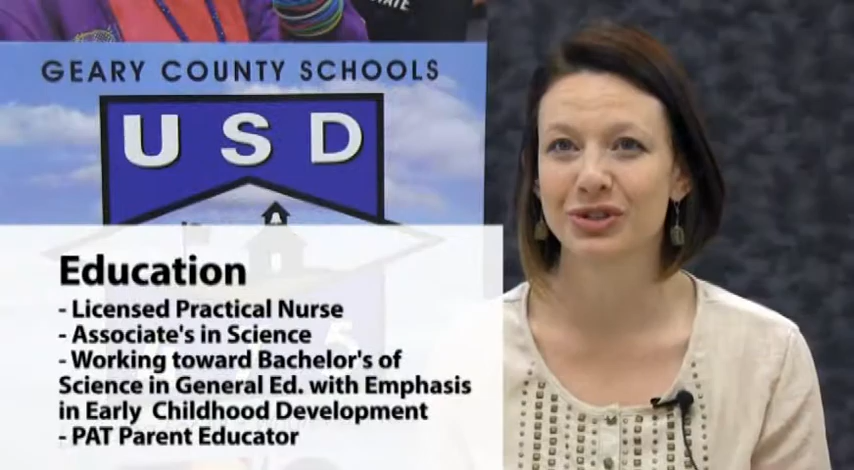 GEARY COUNTY SCHOOLS
USD
Education
- Licensed Practical Nurse
- Associate's in Science
- Working toward Bachelor's of
Science in General Ed. with Emphasis
in Early Childhood Development
- PAT Parent Educator